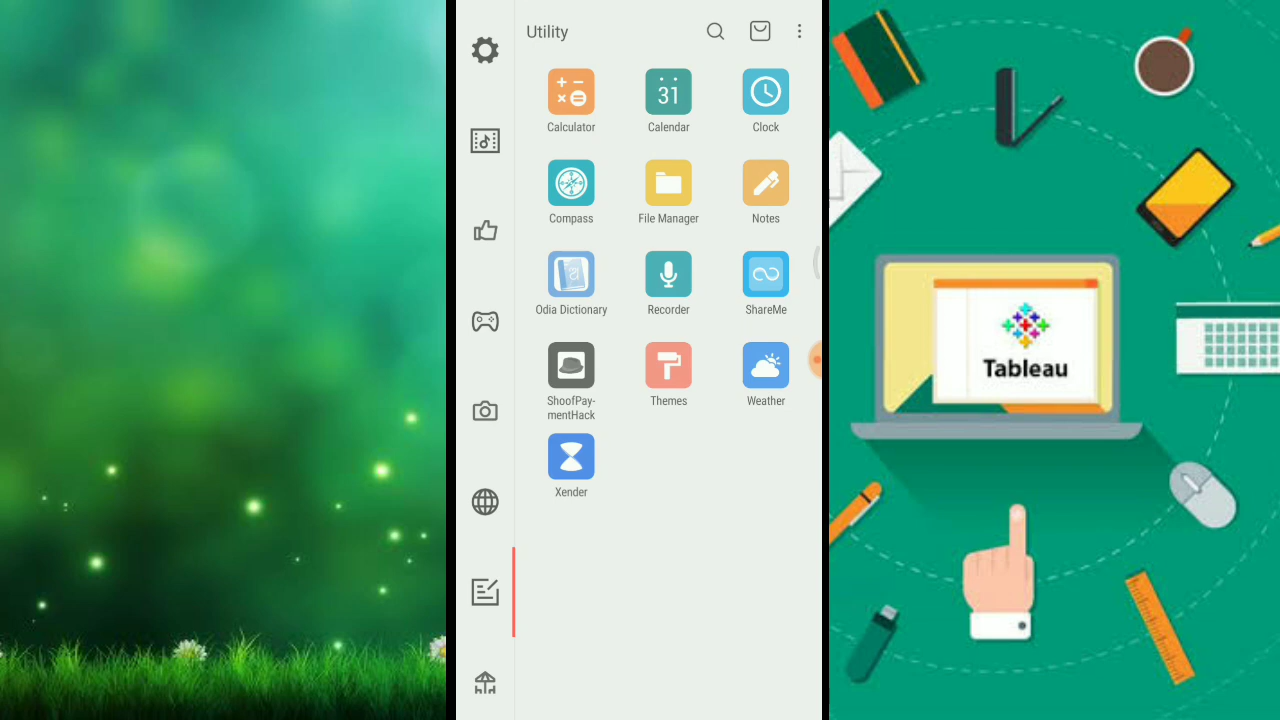 Utility
Calculator
31
Calendar
Clock
Compass
File Manager
Notes
Odia Dictionary
Recorder
ShareMe
ShoofPay-
mentHack
Themes
Weather
Xender
Tableau